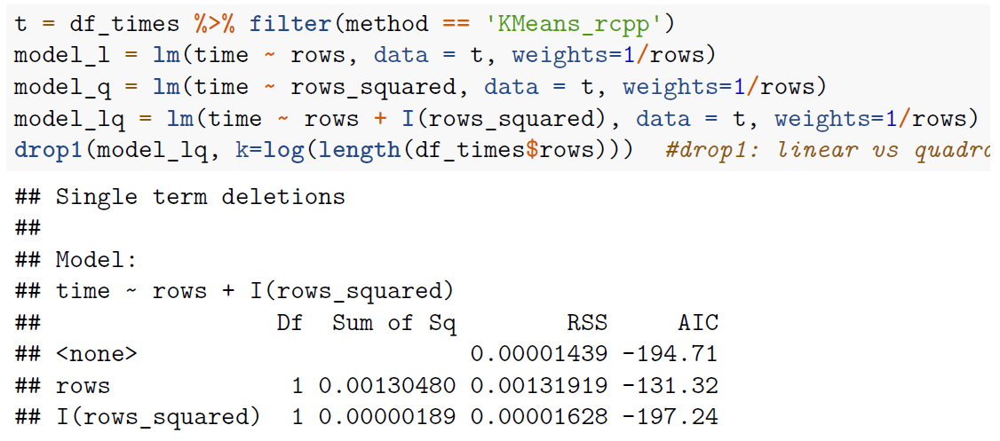 t = df_times %>% filter(method == 'KMeans_rcpp')
model_l = lm(time ~ rows, data = t, weights=1/rows)
model_q = lm(time ~ rows_squared, data = t, weights=1/rows)
model_lq = lm(time ~ rows + I(rows_squared), data = t, weights=1/rows)
drop1(model_lq, k=log(length(df_times$rows))) #drop1: linear vs quadra
## Single term deletions
##
## Model:
## time ~ rows + I(rows_squared)
## Df Sum of Sq RSS AIC
## <none> 0.00001439 -194.71
## rows 1 0.00130480 0.00131919 -131.32
## I(rows_squared) 1 0.00000189 0.00001628 -197.24